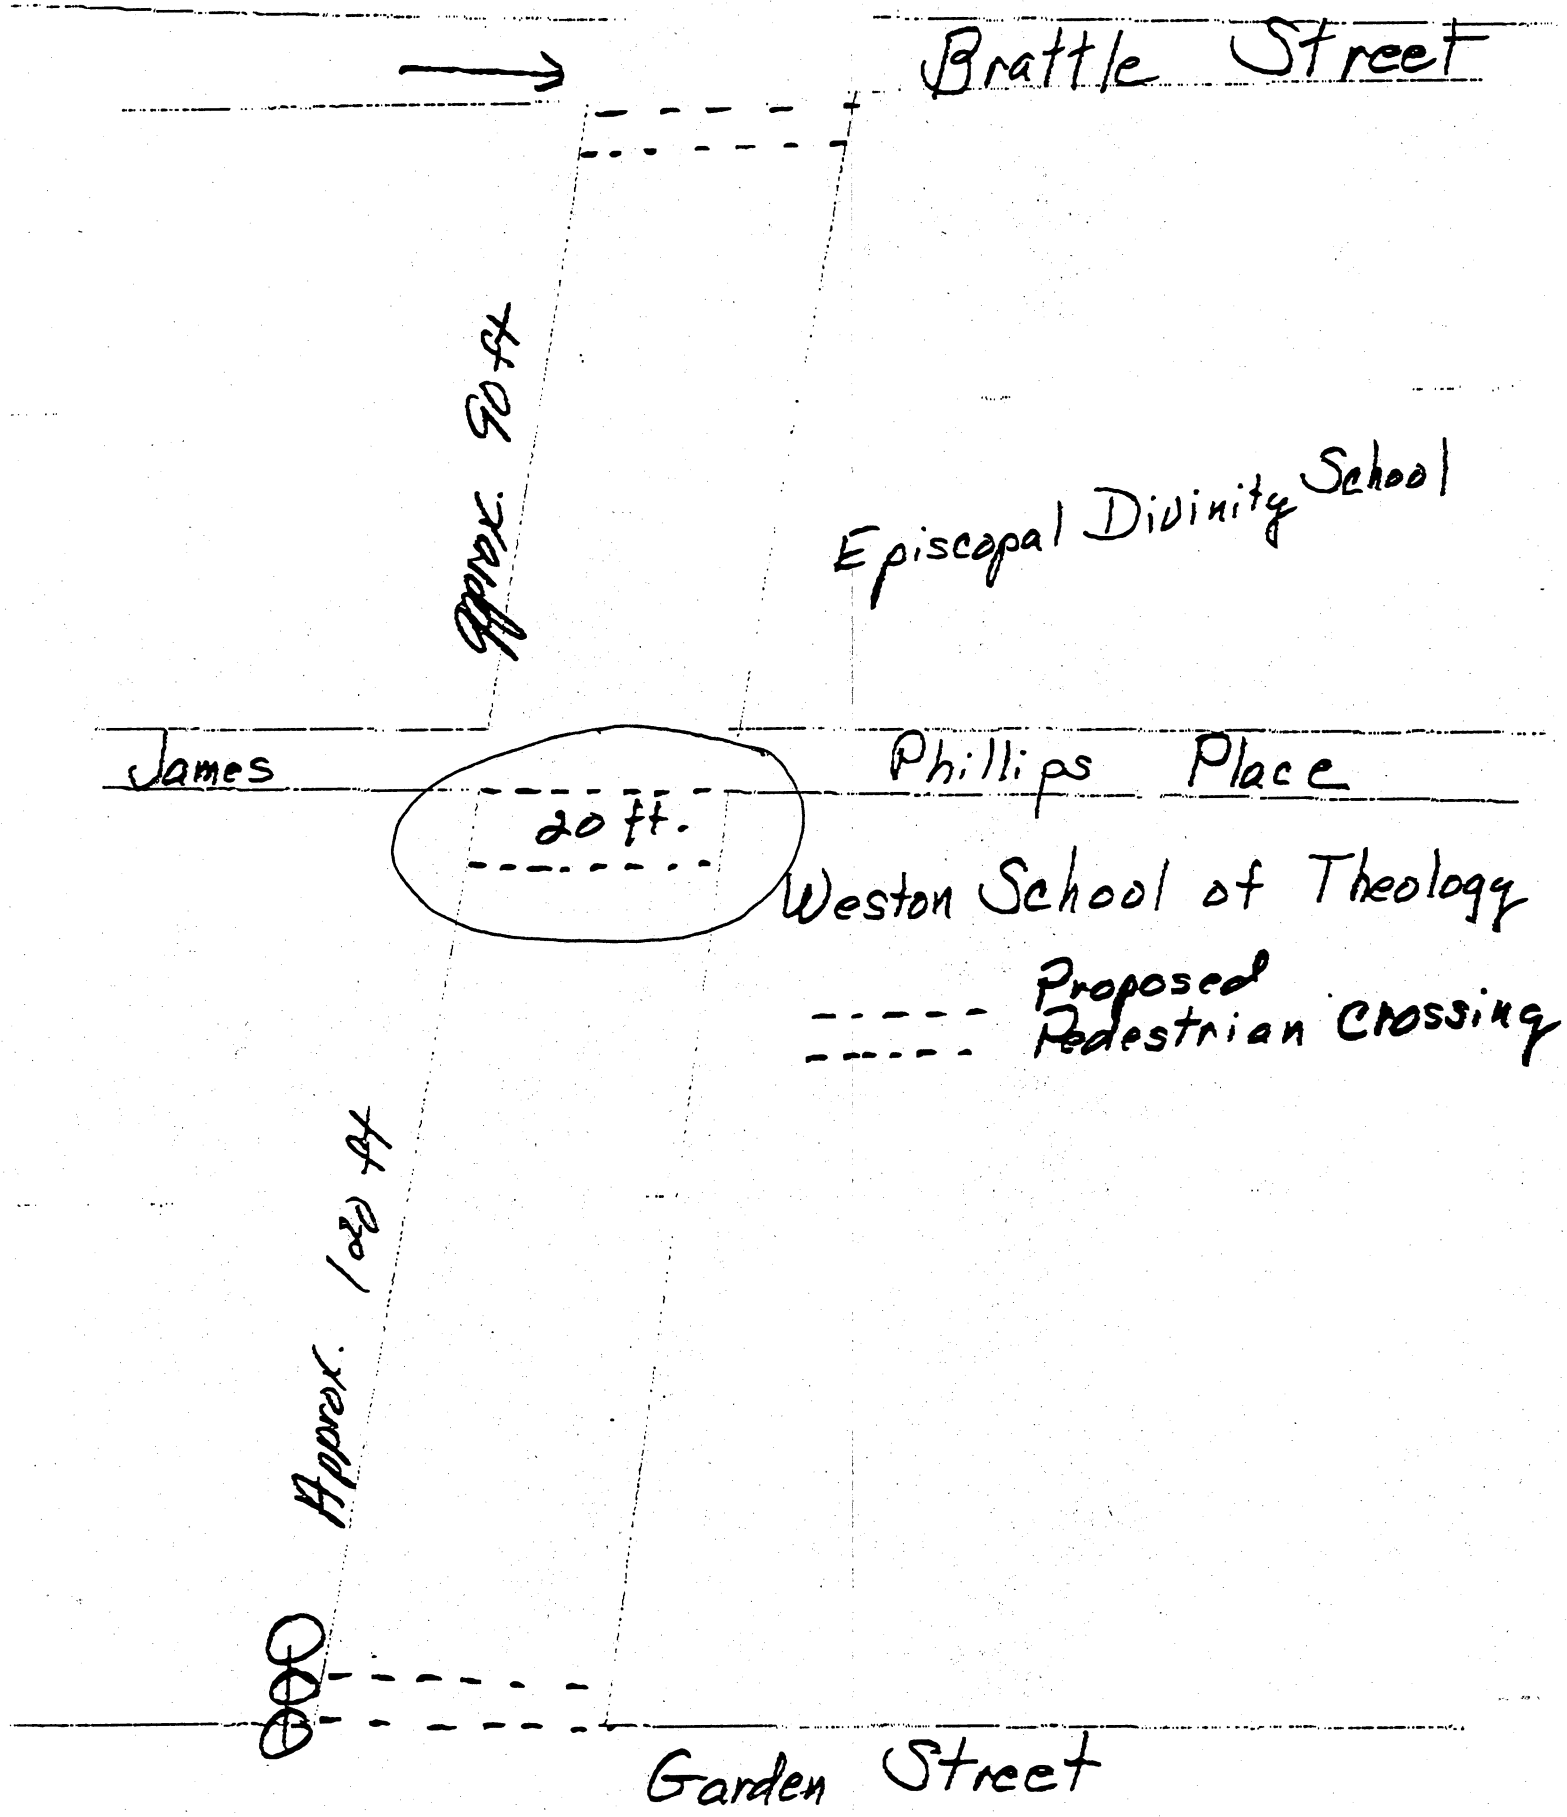 Brattle Street
approx. 90 ft
Episcopal Divinity School
James Phillips Place
20 ft.
Weston School of Theology
Proposed
Pedestrian Crossing
Approx. 120 ft
Garden Street